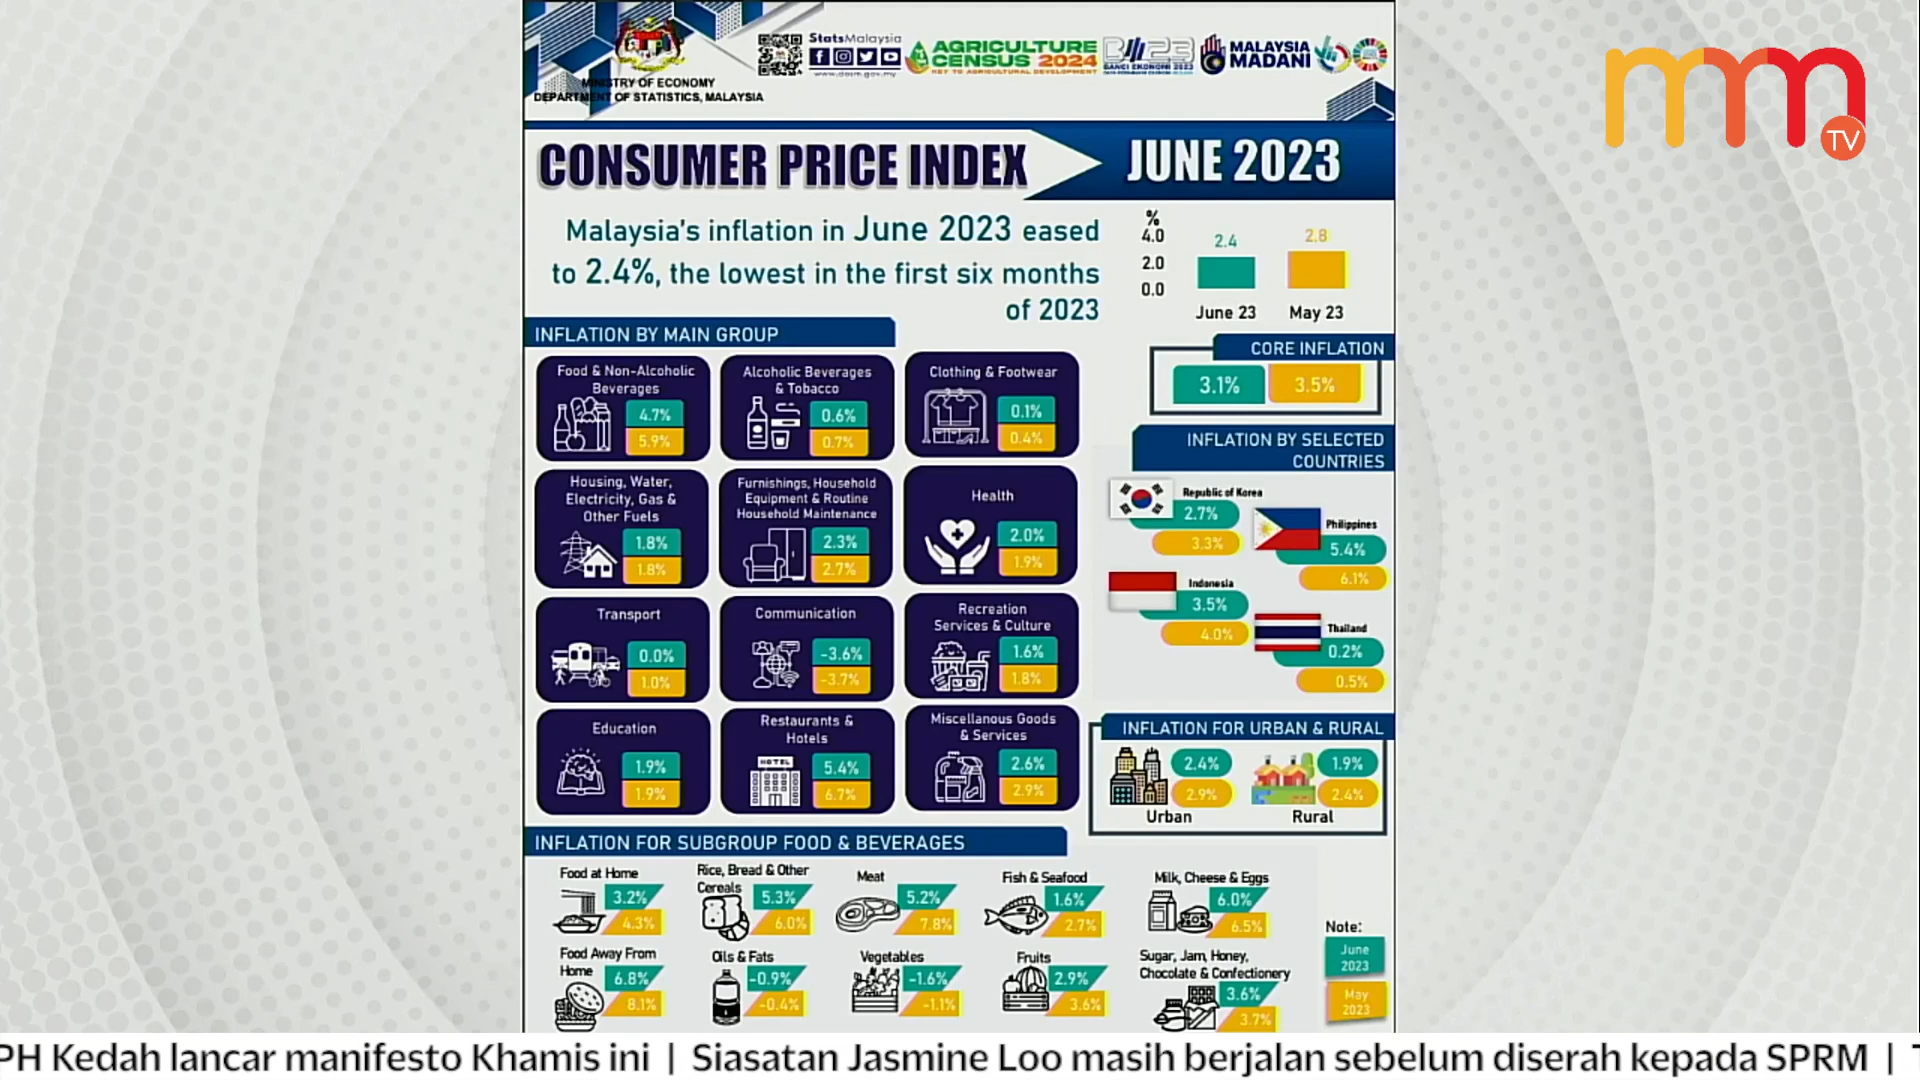 MINISTRY OF ECONOMY
DEPARTMENT OF STATISTICS, MALAYSIA
StatsMalaysia
www.dosm.gov.my
AGRICULTURE
CENSUS 2024
KEY TO AGRICULTURAL DEVELOPMENT
BANCI EKONOMI 2023
MALAYSIA
MADANI
mm
TV
CONSUMER PRICE INDEX
JUNE 2023
Malaysia's inflation in June 2023 eased
to 2.4%, the lowest in the first six months
of 2023
%
4.0
2.0
0.0
2.4
2.8
June 23
May 23
INFLATION BY MAIN GROUP
Food & Non-Alcoholic
Beverages
4.7%
5.9%
Alcoholic Beverages
& Tobacco
0.6%
0.7%
Clothing & Footwear
0.1%
0.4%
Housing, Water,
Electricity, Gas &
Other Fuels
1.8%
1.8%
Furnishings, Household
Equipment & Routine
Household Maintenance
2.3%
2.7%
Health
2.0%
1.9%
Transport
0.0%
1.0%
Communication
-3.6%
-3.7%
Recreation
Services & Culture
1.6%
1.8%
Education
1.9%
1.9%
Restaurants &
Hotels
HOTEL
5.4%
6.7%
Miscellanous Goods
& Services
2.6%
2.9%
CORE INFLATION
3.1%
3.5%
INFLATION BY SELECTED
COUNTRIES
Republic of Korea
2.7%
3.3%
Philippines
5.4%
6.1%
Indonesia
3.5%
4.0%
Thailand
0.2%
0.5%
INFLATION FOR URBAN & RURAL
2.4%
2.9%
Urban
1.9%
2.4%
Rural
INFLATION FOR SUBGROUP FOOD & BEVERAGES
Food at Home
3.2%
4.3%
Rice, Bread & Other
Cereals
5.3%
6.0%
Meat
5.2%
7.8%
Fish & Seafood
1.6%
2.7%
Milk, Cheese & Eggs
6.0%
6.5%
Food Away From
Home
6.8%
8.1%
Oils & Fats
-0.9%
-0.4%
Vegetables
-1.6%
-1.1%
Fruits
2.9%
3.6%
Sugar, Jam, Honey,
Chocolate & Confectionery
3.6%
3.7%
Note:
June
2023
May
2023
PH Kedah lancar manifesto Khamis ini | Siasatan Jasmine Loo masih berjalan sebelum diserah kepada SPRM |